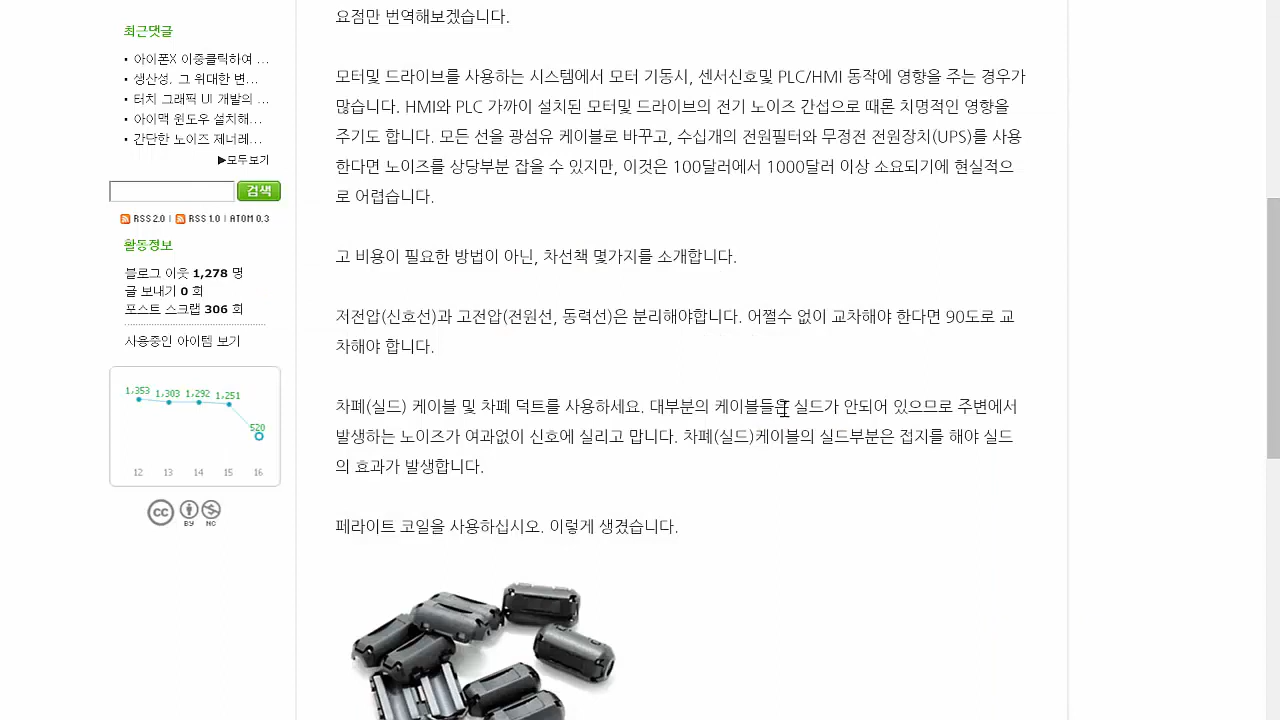 최근댓글
• 아이폰X 이중클릭하여 ...
• 생산성, 그 위대한 변...
• 터치 그래픽 UI 개발의 ...
• 아이맥 윈도우 설치해...
• 간단한 노이즈 제너레...
▶모두보기
검색
RSS 2.0 | RSS 1.0 | ATOM 0.3
활동정보
블로그 이웃 1,278 명
글 보내기 0 회
포스트 스크랩 306 회
사용중인 아이템 보기
1,353 1,303 1,292 1,251
520
12 13 14 15 16
cc
BY NC
요점만 번역해보겠습니다.
모터및 드라이브를 사용하는 시스템에서 모터 기동시, 센서신호및 PLC/HMI 동작에 영향을 주는 경우가
많습니다. HMI와 PLC 가까이 설치된 모터및 드라이브의 전기 노이즈 간섭으로 때론 치명적인 영향을
주기도 합니다. 모든 선을 광섬유 케이블로 바꾸고, 수십개의 전원필터와 무정전 전원장치(UPS)를 사용
한다면 노이즈를 상당부분 잡을 수 있지만, 이것은 100달러에서 1000달러 이상 소요되기에 현실적으
로 어렵습니다.
고 비용이 필요한 방법이 아닌, 차선책 몇가지를 소개합니다.
저전압(신호선)과 고전압(전원선, 동력선)은 분리해야합니다. 어쩔수 없이 교차해야 한다면 90도로 교
차해야 합니다.
차폐(실드) 케이블 및 차폐 덕트를 사용하세요. 대부분의 케이블들은 실드가 안되어 있으므로 주변에서
발생하는 노이즈가 여과없이 신호에 실리고 맙니다. 차폐(실드)케이블의 실드부분은 접지를 해야 실드
의 효과가 발생합니다.
페라이트 코일을 사용하십시오. 이렇게 생겼습니다.